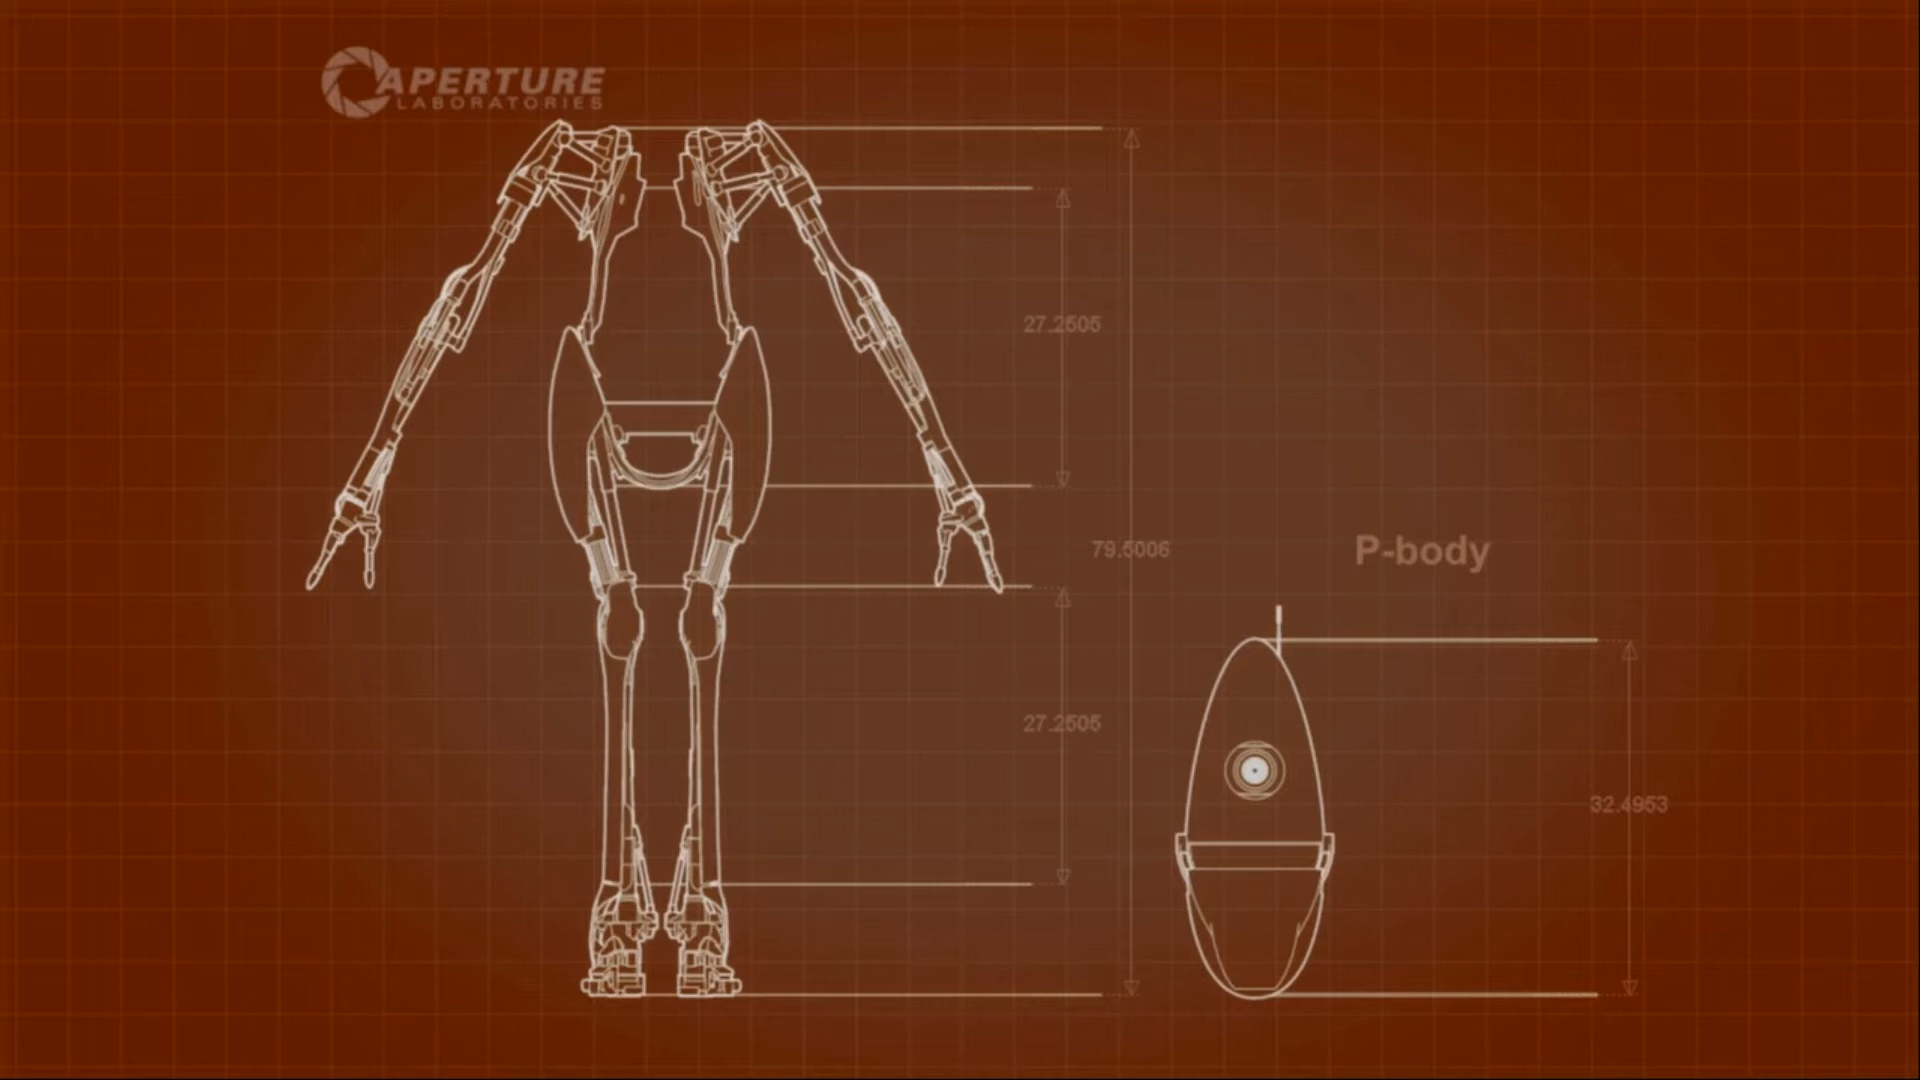 APERTURE
LABORATORIES
27.2505
79.5006
P-body
27.2505
32.4953